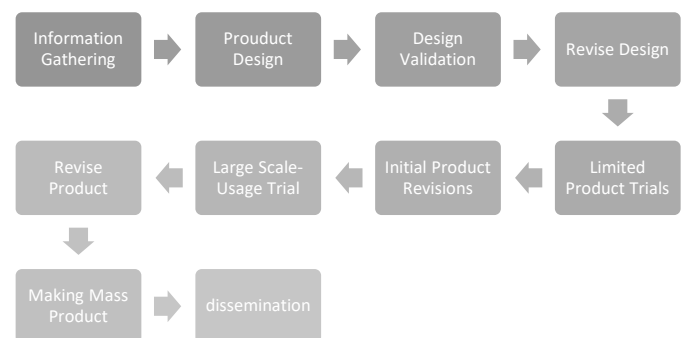 Information
Gathering
Prouduct
Design
Design
Validation
Revise Design
Limited
Product Trials
Initial Product
Revisions
Large Scale-
Usage Trial
Revise
Product
Making Mass
Product
dissemination